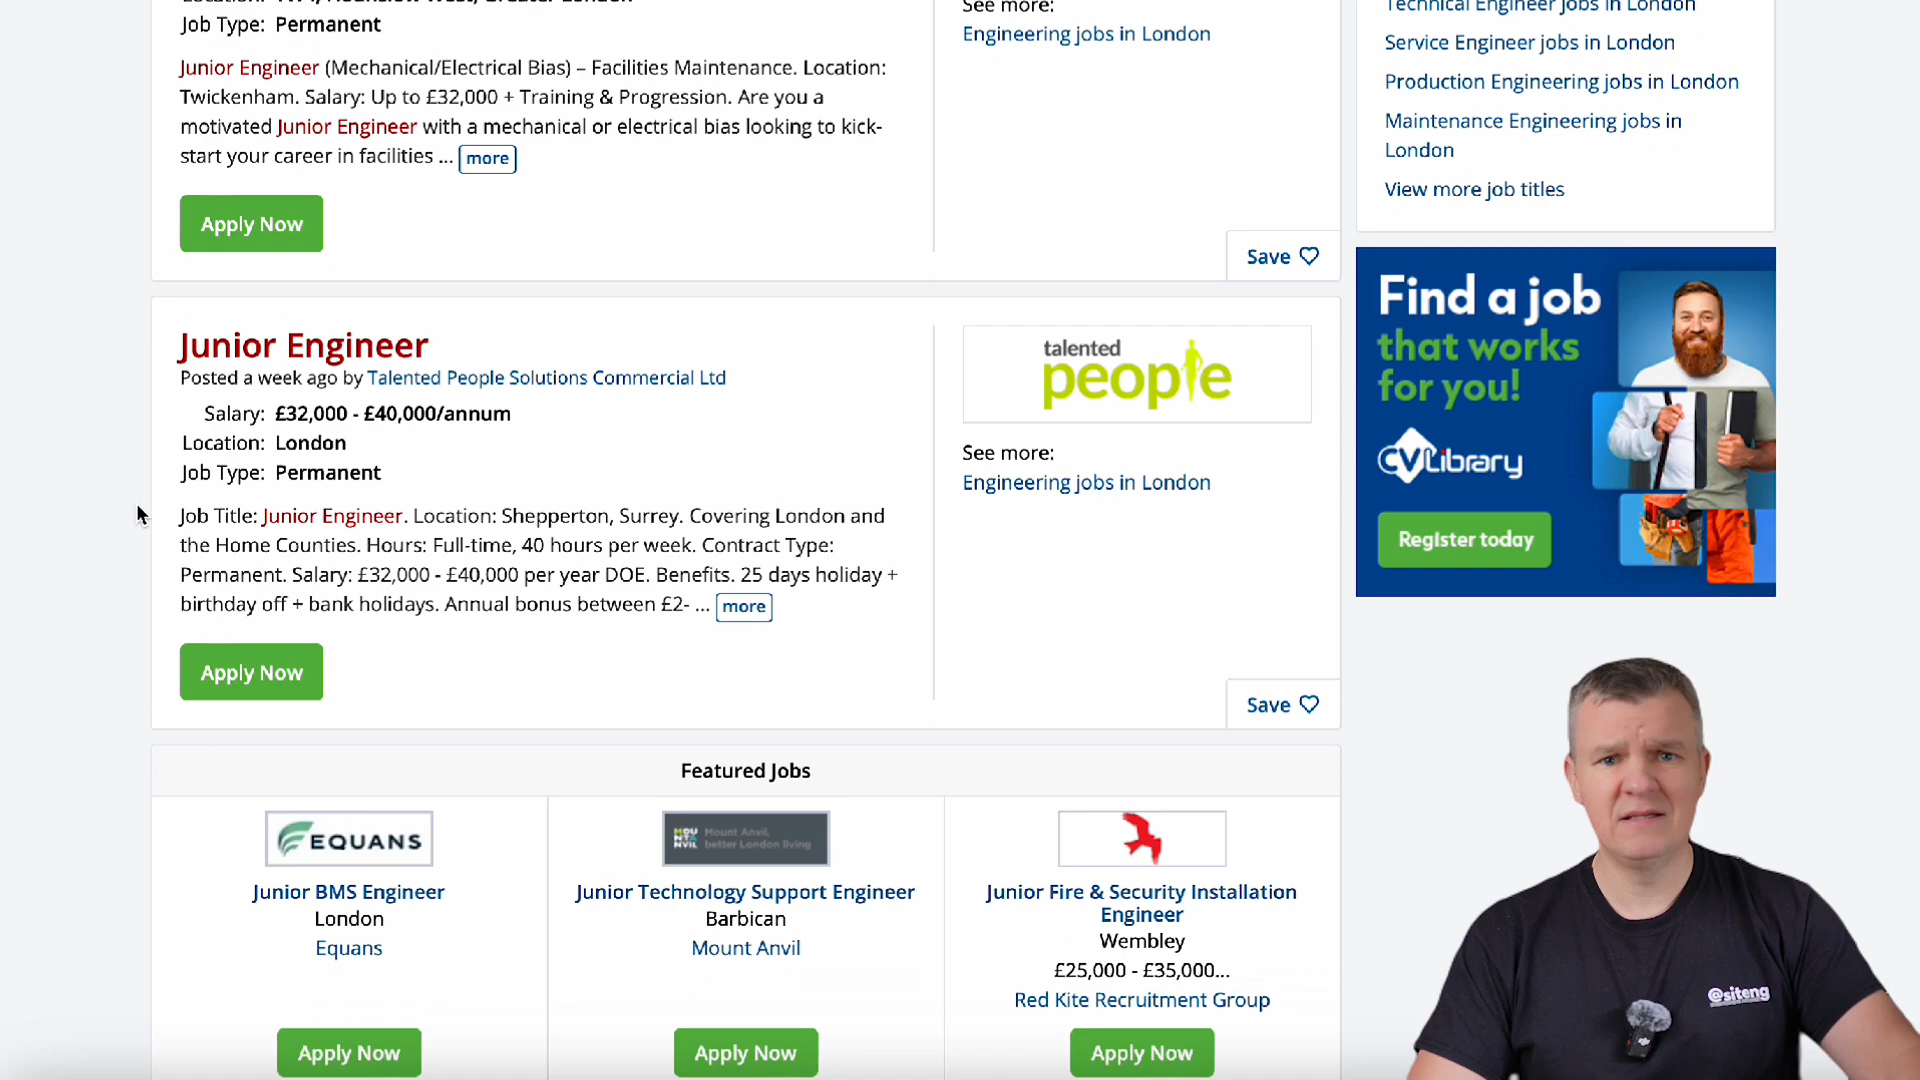 Job Type: Permanent
Junior Engineer (Mechanical/Electrical Bias) – Facilities Maintenance. Location:
Twickenham. Salary: Up to £32,000 + Training & Progression. Are you a
motivated Junior Engineer with a mechanical or electrical bias looking to kick-
start your career in facilities ... more
Apply Now
See more:
Engineering jobs in London
Save
Junior Engineer
Posted a week ago by Talented People Solutions Commercial Ltd
Salary: £32,000 - £40,000/annum
Location: London
Job Type: Permanent
Job Title: Junior Engineer. Location: Shepperton, Surrey. Covering London and
the Home Counties. Hours: Full-time, 40 hours per week. Contract Type:
Permanent. Salary: £32,000 - £40,000 per year DOE. Benefits. 25 days holiday +
birthday off + bank holidays. Annual bonus between £2- ... more
Apply Now
talented
people
See more:
Engineering jobs in London
Save
Featured Jobs
EQUANS
Junior BMS Engineer
London
Equans
Apply Now
MOU
NTA
NVIL
Mount Anvil,
better London living
Junior Technology Support Engineer
Barbican
Mount Anvil
Apply Now
Junior Fire & Security Installation
Engineer
Wembley
£25,000 - £35,000...
Red Kite Recruitment Group
Apply Now
Technical Engineer jobs in London
Service Engineer jobs in London
Production Engineering jobs in London
Maintenance Engineering jobs in
London
View more job titles
Find a job
that works
for you!
CVLibrary
Register today
@siteng